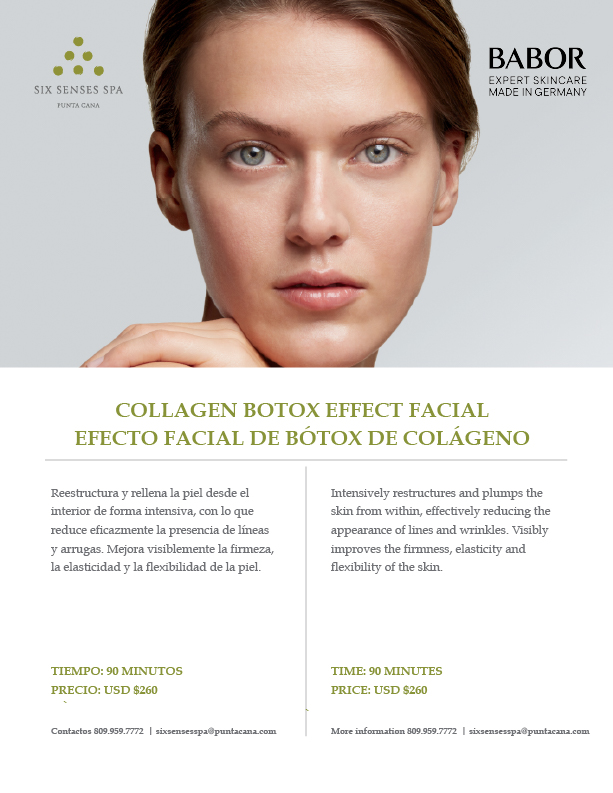 SIX SENSES SPA
PUNTA CANA
BABOR
EXPERT SKINCARE
MADE IN GERMANY
COLLAGEN BOTOX EFFECT FACIAL
EFECTO FACIAL DE BÓTOX DE COLÁGENO
Reestructura y rellena la piel desde el
interior de forma intensiva, con lo que
reduce eficazmente la presencia de líneas
y arrugas. Mejora visiblemente la firmeza,
la elasticidad y la flexibilidad de la piel.
TIEMPO: 90 MINUTOS
PRECIO: USD $260
Contactos 809.959.7772 | sixsensesspa@puntacana.com
Intensively restructures and plumps the
skin from within, effectively reducing the
appearance of lines and wrinkles. Visibly
improves the firmness, elasticity and
flexibility of the skin.
TIME: 90 MINUTES
PRICE: USD $260
More information 809.959.7772 | sixsensesspa@puntacana.com